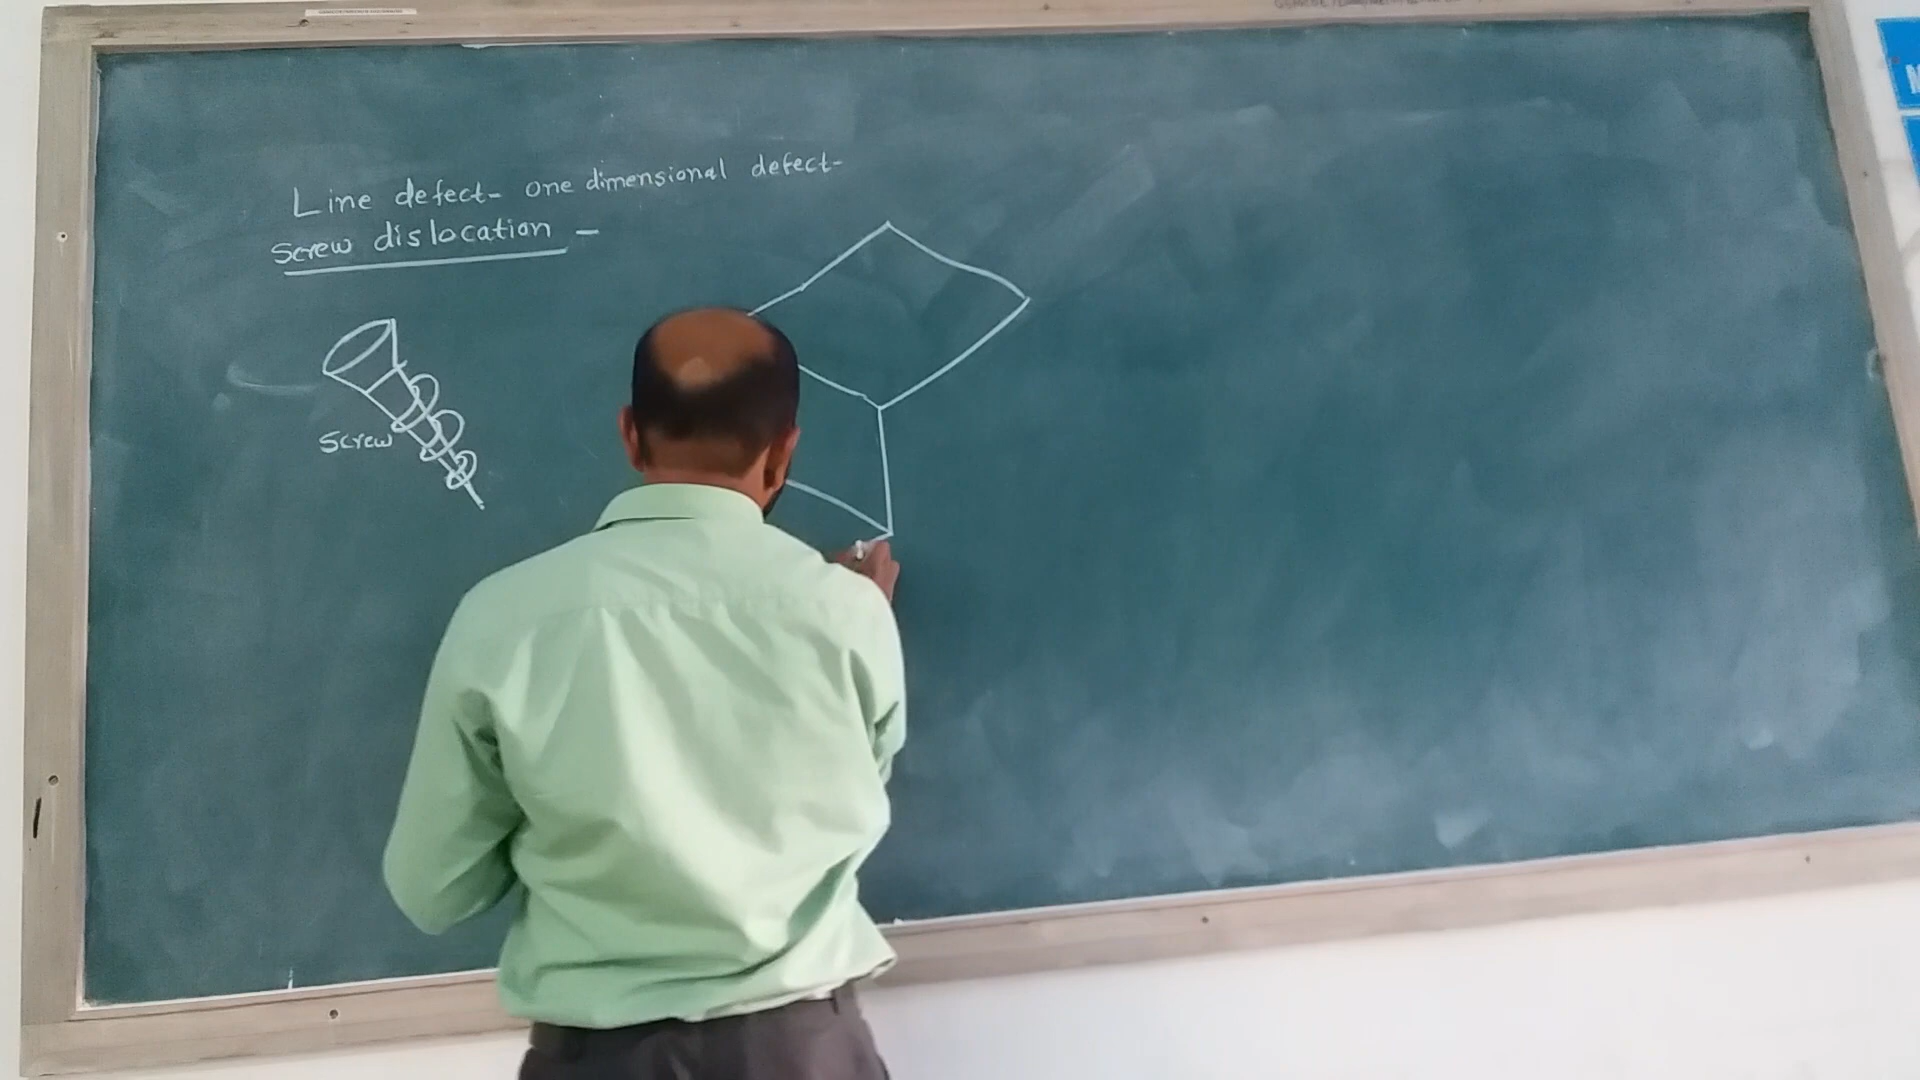 Line defect- one dimensional defect-
Screw dislocation -
Screw